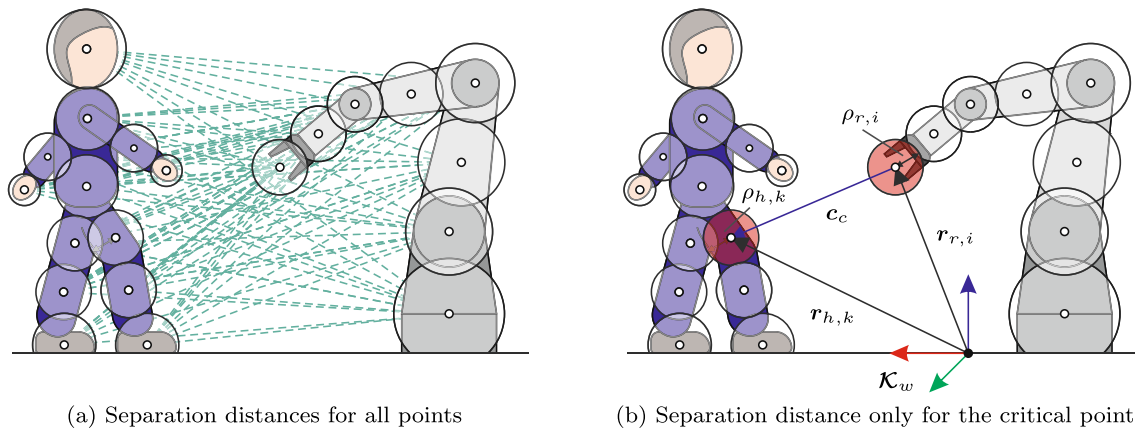 ρr,i
ρh,k
cc
rr,i
rh,k
𝒦w
(a) Separation distances for all points
(b) Separation distance only for the critical point